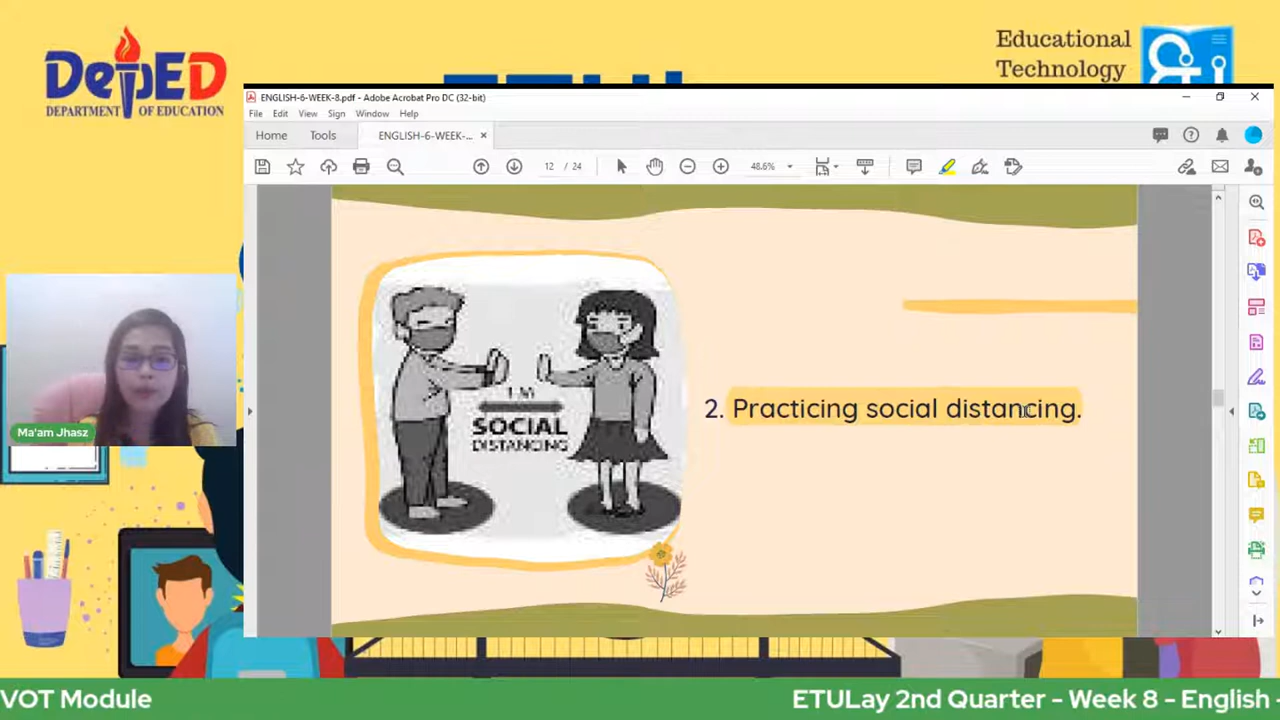 DepED
DEPARTMENT OF EDUCATION
Educational
Technology
ENGLISH-6-WEEK-8.pdf - Adobe Acrobat Pro DC (32-bit)
File Edit View Sign Window Help
Home Tools ENGLISH-6-WEEK-...
12 / 24
48.6%
SOCIAL
DISTANCING
2. Practicing social distancing.
Ma'am Jhasz
VOT Module
ETULay 2nd Quarter - Week 8 - English -